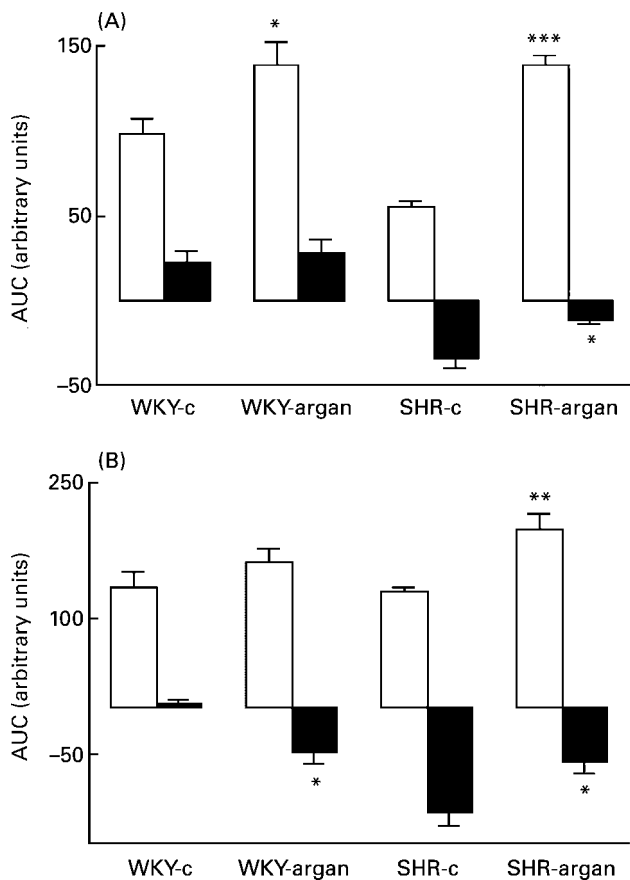 (A)
150
*
***
50
AUC (arbitrary units)
*
−50
WKY-c WKY-argan SHR-c SHR-argan
(B)
250
**
100
AUC (arbitrary units)
−50
*
*
WKY-c WKY-argan SHR-c SHR-argan